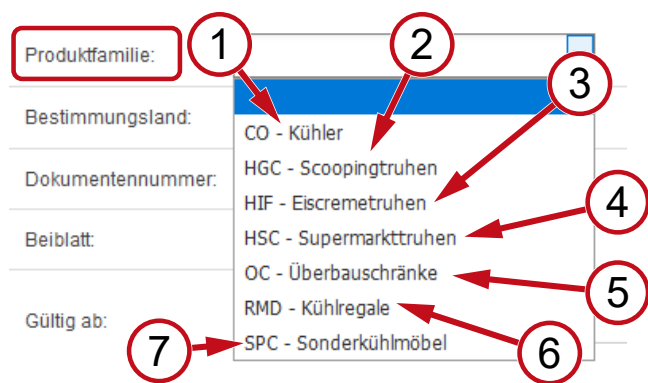 Produktfamilie:
1
2
3
Bestimmungsland:
CO - Kühler
HGC - Scoopingtruhen
Dokumentennummer:
HIF - Eiscremetruhen
4
Beiblatt:
HSC - Supermarkttruhen
OC - Überbauschränke
5
Gültig ab:
RMD - Kühlregale
7
SPC - Sonderkühlmöbel
6